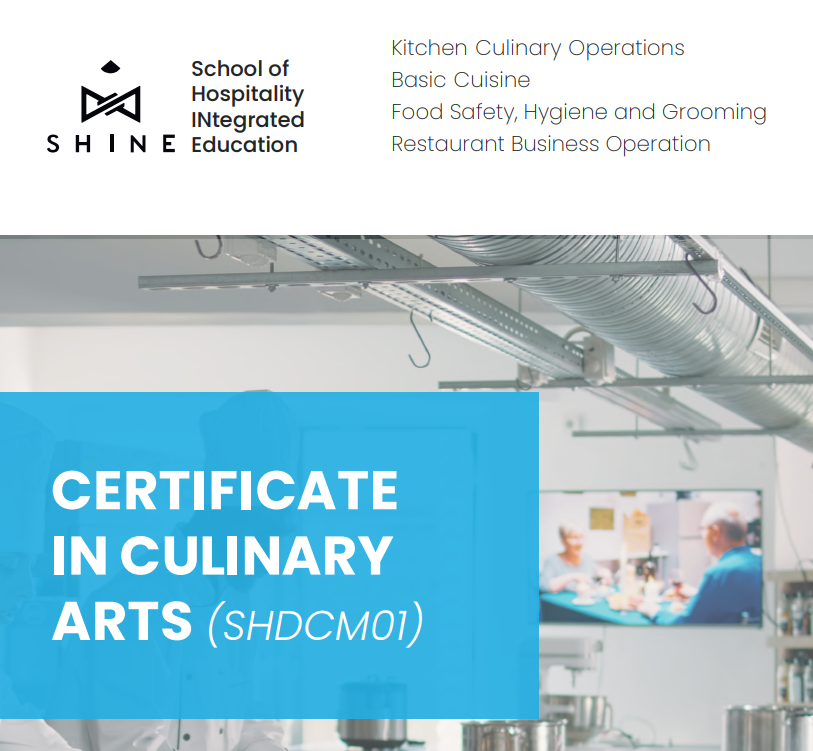 SHINE
School of
Hospitality
INtegrated
Education
Kitchen Culinary Operations
Basic Cuisine
Food Safety, Hygiene and Grooming
Restaurant Business Operation
CERTIFICATE
IN CULINARY
ARTS (SHDCM01)